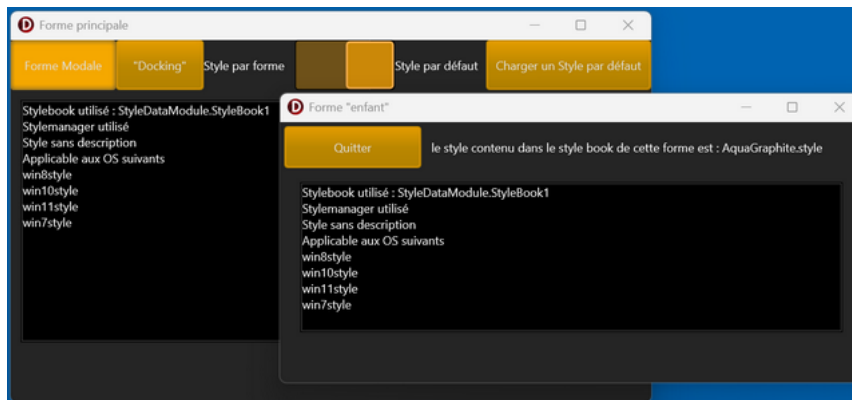 Forme principale
Forme Modale "Docking" Style par forme Style par défaut Charger un Style par défaut
Stylebook utilisé : StyleDataModule.StyleBook1
Stylemanager utilisé
Style sans description
Applicable aux OS suivants
win8style
win10style
win11style
win7style
Forme "enfant"
Quitter le style contenu dans le style book de cette forme est : AquaGraphite.style
Stylebook utilisé : StyleDataModule.StyleBook1
Stylemanager utilisé
Style sans description
Applicable aux OS suivants
win8style
win10style
win11style
win7style